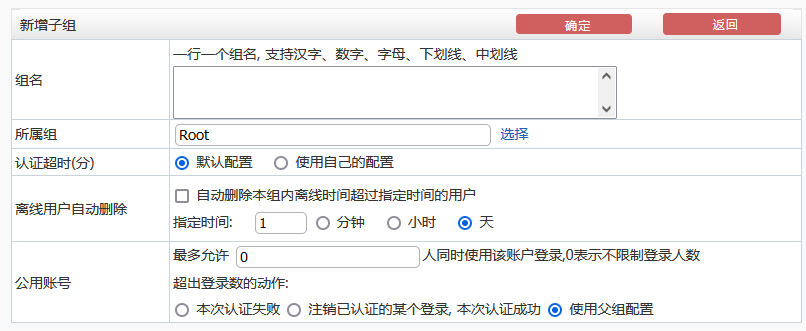 新增子组 确定 返回
组名 一行一个组名, 支持汉字、数字、字母、下划线、中划线
所属组 Root 选择
认证超时(分) 默认配置 使用自己的配置
离线用户自动删除 自动删除本组内离线时间超过指定时间的用户
指定时间: 1 分钟 小时 天
公用账号 最多允许 0 人同时使用该账户登录,0表示不限制登录人数
超出登录数的动作:
本次认证失败 注销已认证的某个登录, 本次认证成功 使用父组配置